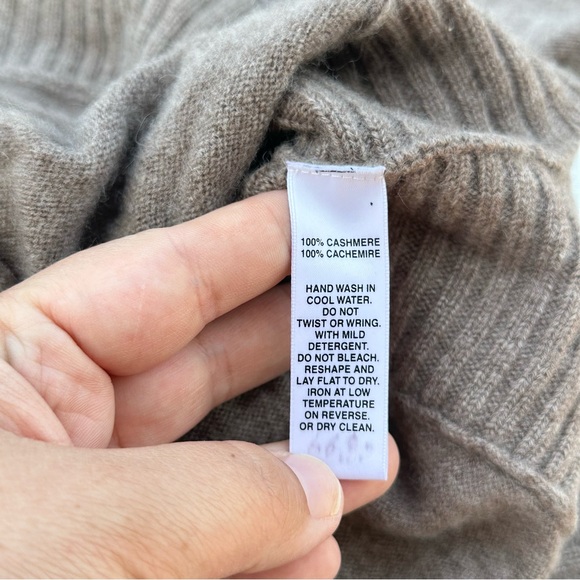 100% CASHMERE
100% CACHEMIRE
HAND WASH IN
COOL WATER.
DO NOT
TWIST OR WRING.
WITH MILD
DETERGENT.
DO NOT BLEACH.
RESHAPE AND
LAY FLAT TO DRY.
IRON AT LOW
TEMPERATURE
ON REVERSE.
OR DRY CLEAN.